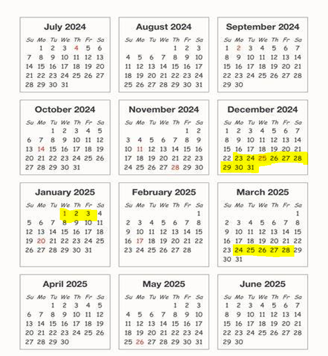 July 2024
Su Mo Tu We Th Fr Sa
1 2 3 4 5 6
7 8 9 10 11 12 13
14 15 16 17 18 19 20
21 22 23 24 25 26 27
28 29 30 31
August 2024
Su Mo Tu We Th Fr Sa
1 2 3
4 5 6 7 8 9 10
11 12 13 14 15 16 17
18 19 20 21 22 23 24
25 26 27 28 29 30 31
September 2024
Su Mo Tu We Th Fr Sa
1 2 3 4 5 6 7
8 9 10 11 12 13 14
15 16 17 18 19 20 21
22 23 24 25 26 27 28
29 30
October 2024
Su Mo Tu We Th Fr Sa
1 2 3 4 5
6 7 8 9 10 11 12
13 14 15 16 17 18 19
20 21 22 23 24 25 26
27 28 29 30 31
November 2024
Su Mo Tu We Th Fr Sa
1 2
3 4 5 6 7 8 9
10 11 12 13 14 15 16
17 18 19 20 21 22 23
24 25 26 27 28 29 30
December 2024
Su Mo Tu We Th Fr Sa
1 2 3 4 5 6 7
8 9 10 11 12 13 14
15 16 17 18 19 20 21
22 23 24 25 26 27 28
29 30 31
January 2025
Su Mo Tu We Th Fr Sa
1 2 3 4
5 6 7 8 9 10 11
12 13 14 15 16 17 18
19 20 21 22 23 24 25
26 27 28 29 30 31
February 2025
Su Mo Tu We Th Fr Sa
1
2 3 4 5 6 7 8
9 10 11 12 13 14 15
16 17 18 19 20 21 22
23 24 25 26 27 28
March 2025
Su Mo Tu We Th Fr Sa
1
2 3 4 5 6 7 8
9 10 11 12 13 14 15
16 17 18 19 20 21 22
23 24 25 26 27 28 29
30 31
April 2025
Su Mo Tu We Th Fr Sa
1 2 3 4 5
6 7 8 9 10 11 12
13 14 15 16 17 18 19
20 21 22 23 24 25 26
27 28 29 30
May 2025
Su Mo Tu We Th Fr Sa
1 2 3
4 5 6 7 8 9 10
11 12 13 14 15 16 17
18 19 20 21 22 23 24
25 26 27 28 29 30 31
June 2025
Su Mo Tu We Th Fr Sa
1 2 3 4 5 6 7
8 9 10 11 12 13 14
15 16 17 18 19 20 21
22 23 24 25 26 27 28
29 30